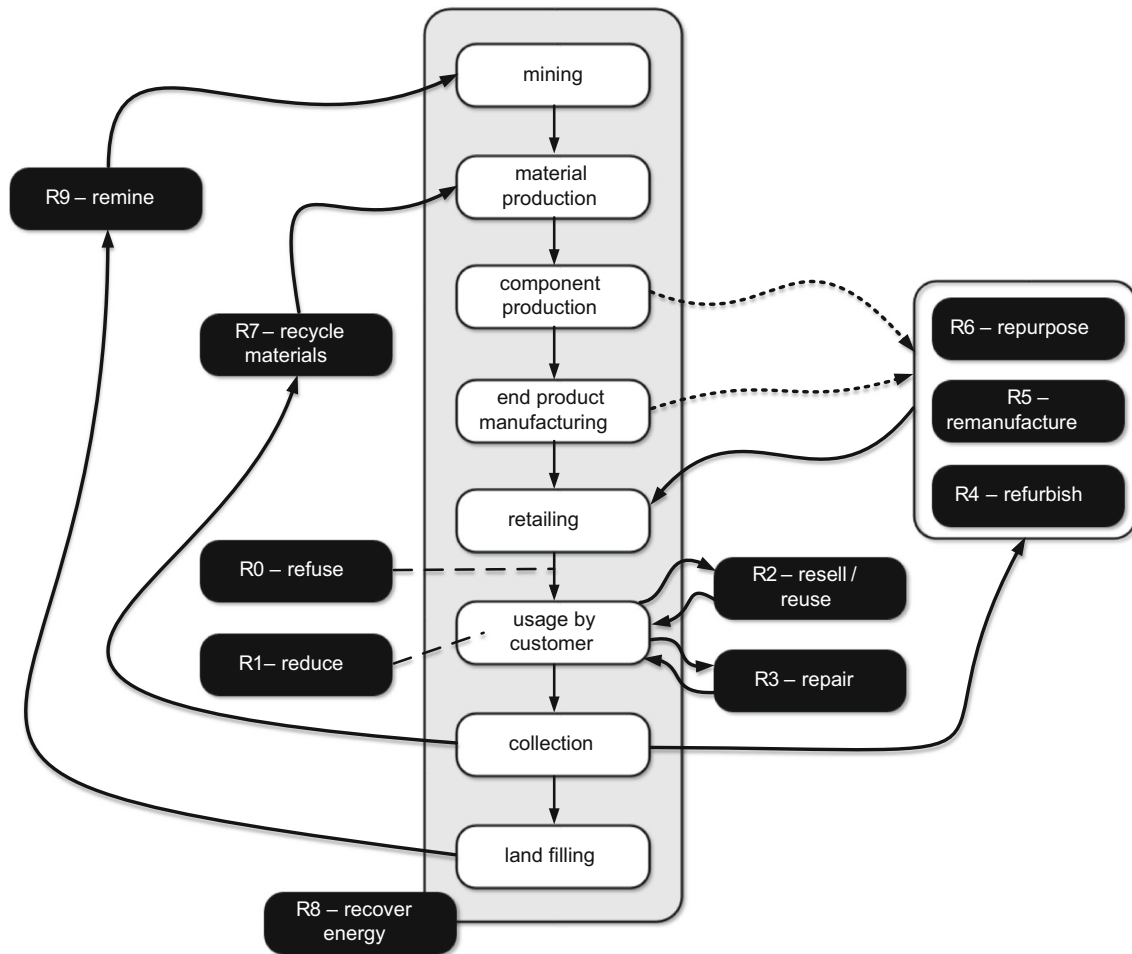 mining
material
production
R9 – remine
component
production
R7 – recycle
materials
R6 – repurpose
end product
manufacturing
R5 –
remanufacture
R4 – refurbish
retailing
R0 – refuse
R2 – resell /
reuse
usage by
customer
R1– reduce
R3 – repair
collection
land filling
R8 – recover
energy